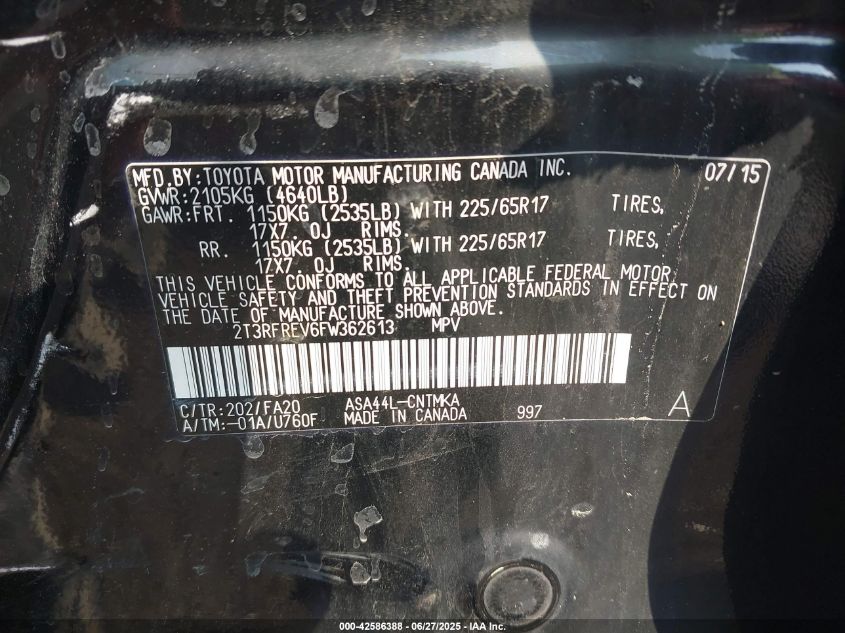 MFD.BY:TOYOTA MOTOR MANUFACTURING CANADA INC. 07/15
GVWR:2105KG (4640LB)
GAWR:FRT. 1150KG (2535LB) WITH 225/65R17 TIRES,
17X7.0J RIMS.
RR. 1150KG (2535LB) WITH 225/65R17 TIRES,
17X7.0J RIMS.
THIS VEHICLE CONFORMS TO ALL APPLICABLE FEDERAL MOTOR
VEHICLE SAFETY AND THEFT PREVENTION STANDARDS IN EFFECT ON
THE DATE OF MANUFACTURE SHOWN ABOVE.
2T3RFREV6FW362613 MPV
C/TR:202/FA20 ASA44L-CNTMKA
A/TM:-01A/U760F MADE IN CANADA 997 A
000-42586388 - 06/27/2025 - IAA Inc.